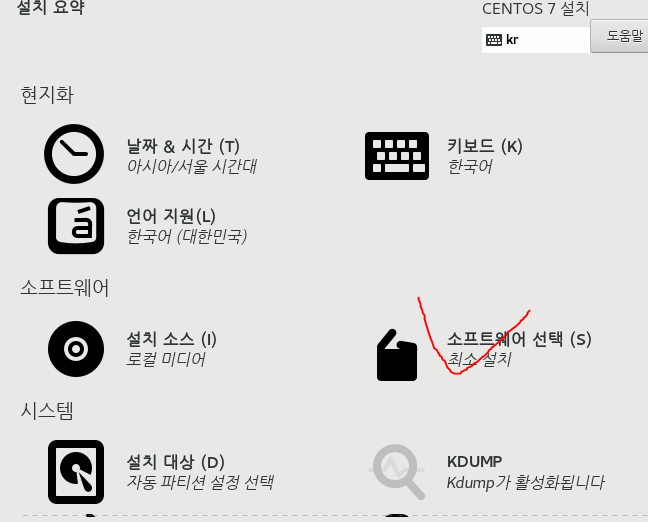 설치 요약
CENTOS 7 설치
kr
도움말
현지화
날짜 & 시간 (T)
아시아/서울 시간대
키보드 (K)
한국어
언어 지원(L)
한국어 (대한민국)
소프트웨어
설치 소스 (I)
로컬 미디어
소프트웨어 선택 (S)
최소 설치
시스템
설치 대상 (D)
자동 파티션 설정 선택
KDUMP
Kdump가 활성화됩니다